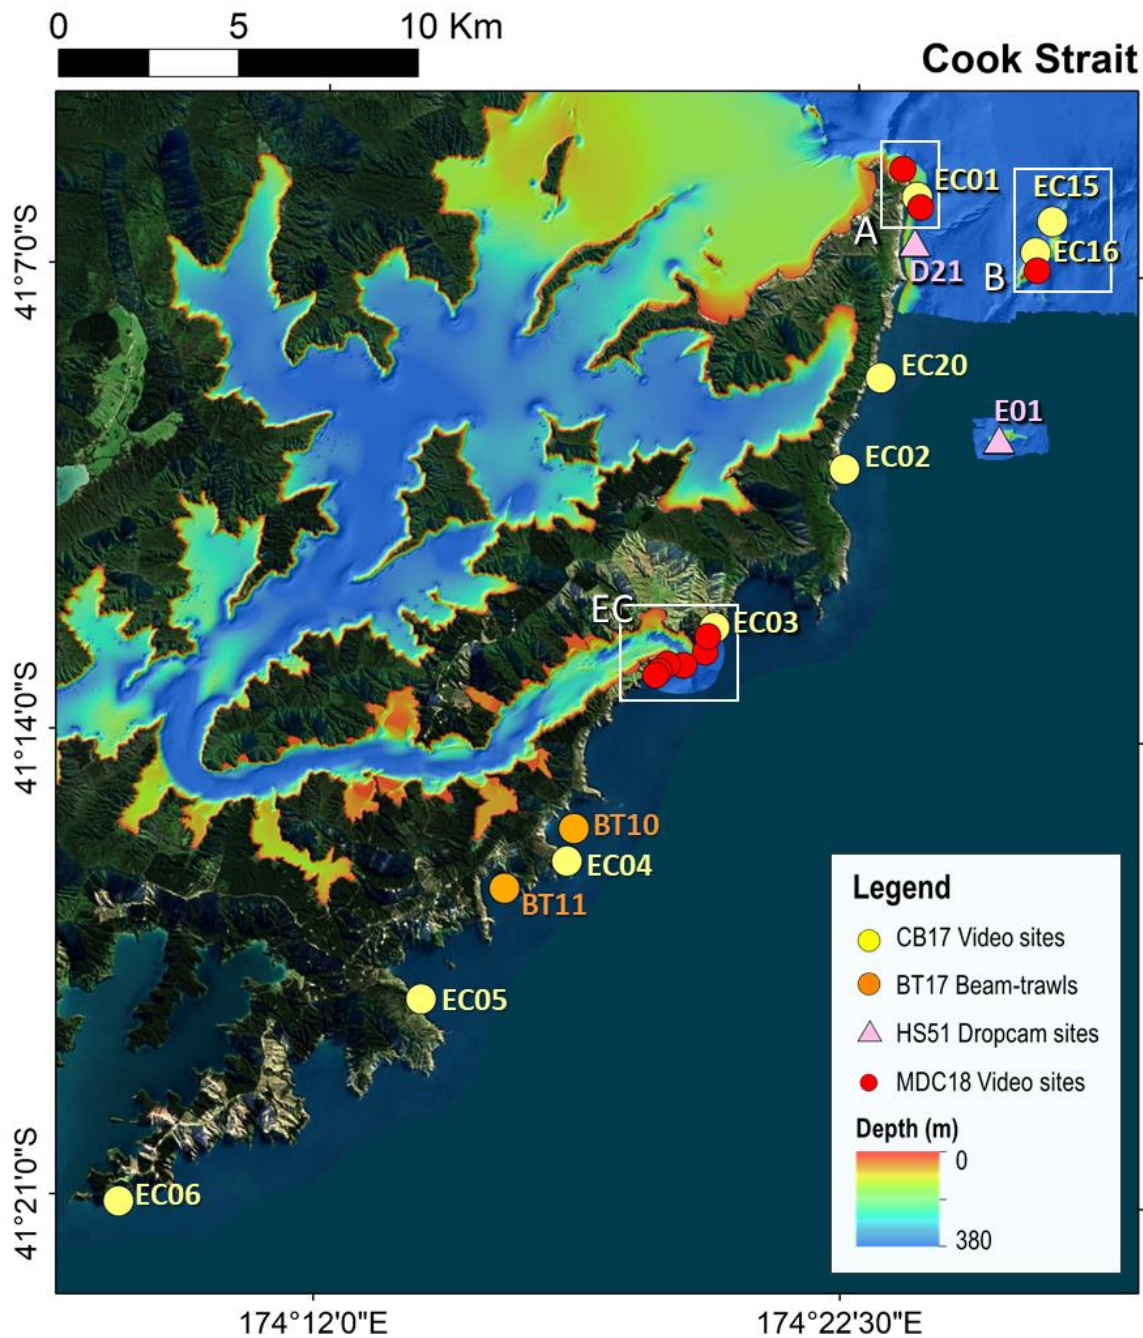 0 5 10 Km
Cook Strait
EC01
EC15
A
EC16
41°7'0"S
D21
B
EC20
E01
EC02
EC
EC03
41°14'0"S
BT10
EC04
BT11
Legend
CB17 Video sites
BT17 Beam-trawls
EC05
HS51 Dropcam sites
MDC18 Video sites
Depth (m)
0
41°21'0"S
EC06
380
174°12'0"E 174°22'30"E